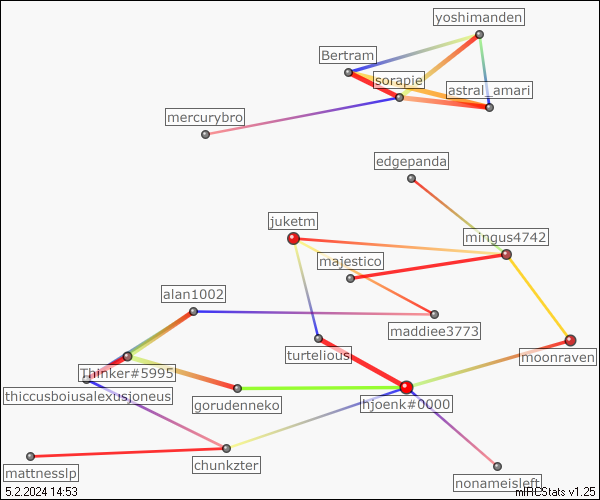 yoshimanden
Bertram
sorapie
astral_amari
mercurybro
edgepanda
juketm
mingus4742
majestico
alan1002
maddiee3773
turtelious
moonraven
Thinker#5995
thiccusboiusalexusjoneus
gorudenneko
hjoenk#0000
chunkzter
mattnesslp
nonameisleft
5.2.2024 14:53
mIRCStats v1.25